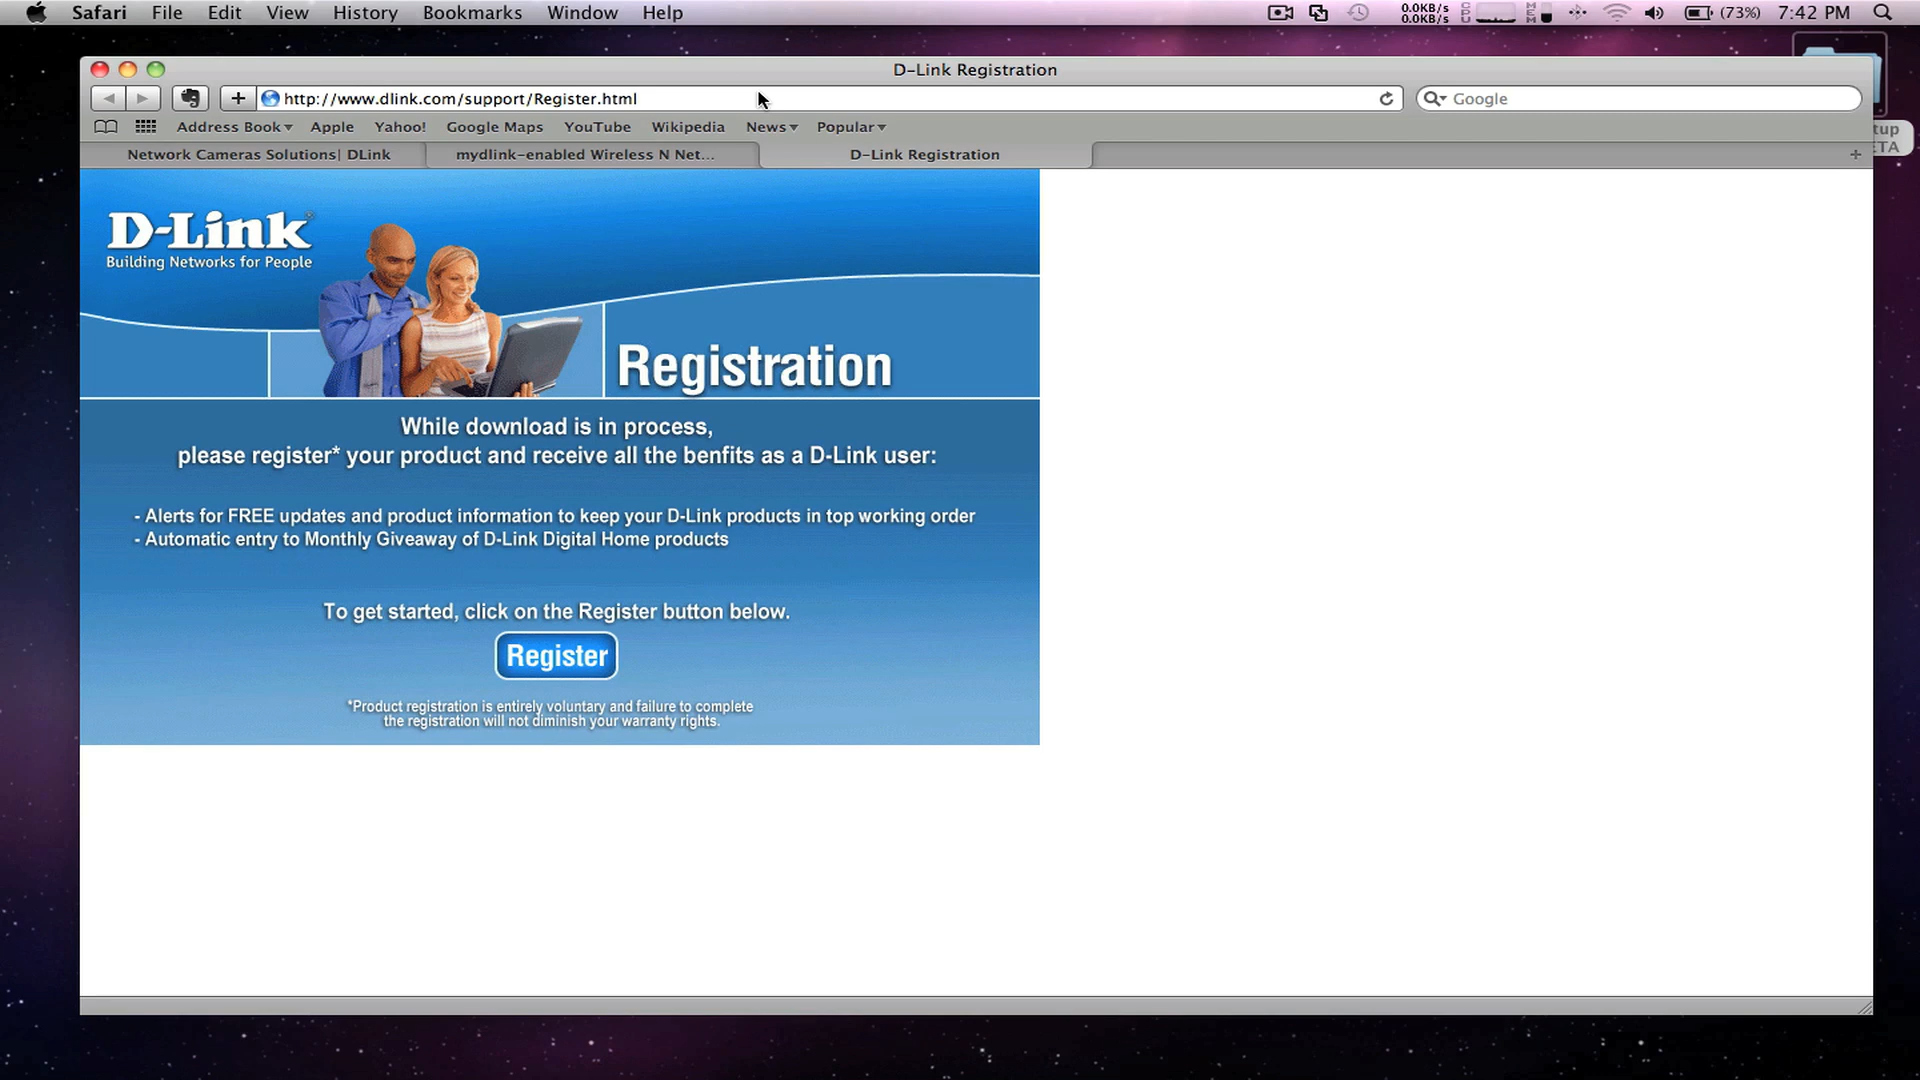 Safari File Edit View History Bookmarks Window Help 0.0KB/s 0.0KB/s CPU MEM (73%) 7:42 PM
D-Link Registration
http://www.dlink.com/support/Register.html Google
Address Book Apple Yahoo! Google Maps YouTube Wikipedia News Popular
tup
ETA
Network Cameras Solutions| DLink mydlink-enabled Wireless N Net... D-Link Registration
D-Link
Building Networks for People
Registration
While download is in process,
please register* your product and receive all the benfits as a D-Link user:
- Alerts for FREE updates and product information to keep your D-Link products in top working order
- Automatic entry to Monthly Giveaway of D-Link Digital Home products
To get started, click on the Register button below.
Register
*Product registration is entirely voluntary and failure to complete
the registration will not diminish your warranty rights.